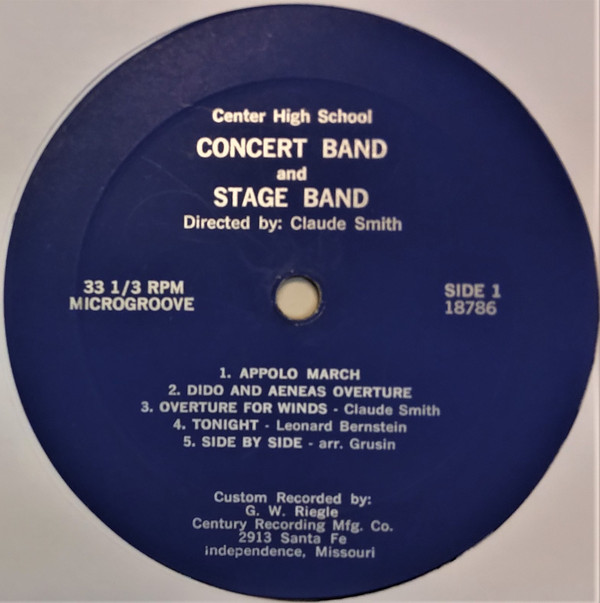 Center High School
CONCERT BAND
and
STAGE BAND
Directed by: Claude Smith
33 1/3 RPM
MICROGROOVE
SIDE 1
18786
1. APPOLO MARCH
2. DIDO AND AENEAS OVERTURE
3. OVERTURE FOR WINDS - Claude Smith
4. TONIGHT - Leonard Bernstein
5. SIDE BY SIDE - arr. Grusin
Custom Recorded by:
G. W. Riegle
Century Recording Mfg. Co.
2913 Santa Fe
Independence, Missouri